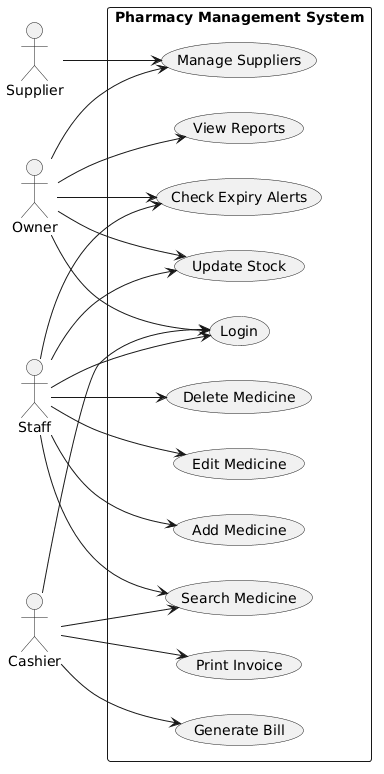 Pharmacy Management System
Supplier
Manage Suppliers
View Reports
Owner
Check Expiry Alerts
Update Stock
Login
Staff
Delete Medicine
Edit Medicine
Add Medicine
Search Medicine
Cashier
Print Invoice
Generate Bill